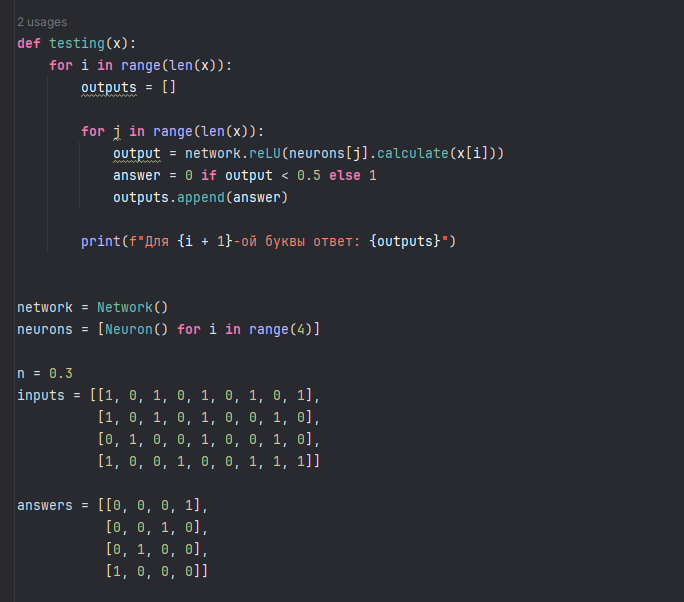 2 usages
def testing(x):
    for i in range(len(x)):
        outputs = []
        for j in range(len(x)):
            output = network.reLU(neurons[j].calculate(x[i]))
            answer = 0 if output < 0.5 else 1
            outputs.append(answer)
        print(f"Для {i + 1}-ой буквы ответ: {outputs}")
network = Network()
neurons = [Neuron() for i in range(4)]
n = 0.3
inputs = [[1, 0, 1, 0, 1, 0, 1, 0, 1],
          [1, 0, 1, 0, 1, 0, 0, 1, 0],
          [0, 1, 0, 0, 1, 0, 0, 1, 0],
          [1, 0, 0, 1, 0, 0, 1, 1, 1]]
answers = [[0, 0, 0, 1],
           [0, 0, 1, 0],
           [0, 1, 0, 0],
           [1, 0, 0, 0]]